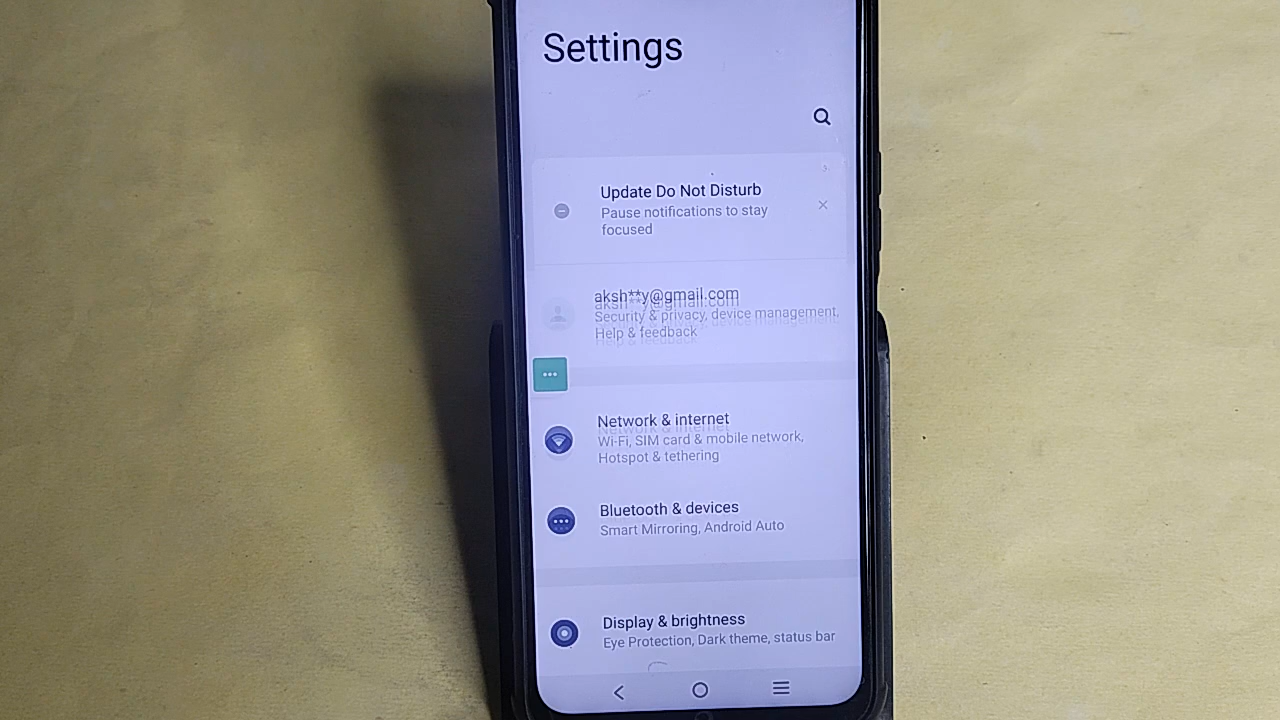 Settings
Update Do Not Disturb
Pause notifications to stay
focused
aksh**y@gmail.com
Security & privacy, device management,
Help & feedback
Network & internet
Wi-Fi, SIM card & mobile network,
Hotspot & tethering
Bluetooth & devices
Smart Mirroring, Android Auto
Display & brightness
Eye Protection, Dark theme, status bar